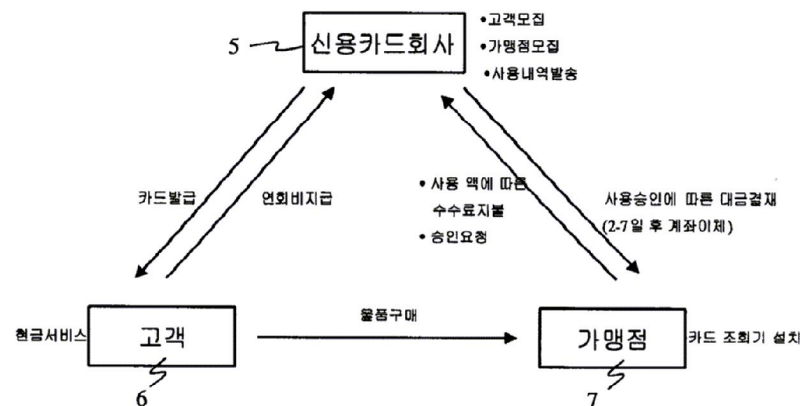 5
신용카드회사
•고객모집
•가맹점모집
•사용내역발송
카드발급
연회비지급
• 사용 액에 따른
수수료지불
• 승인요청
사용승인에 따른 대금결재
(2-7일 후 계좌이체)
현금서비스
고객
물품구매
가맹점
카드 조회기 설치
6
7